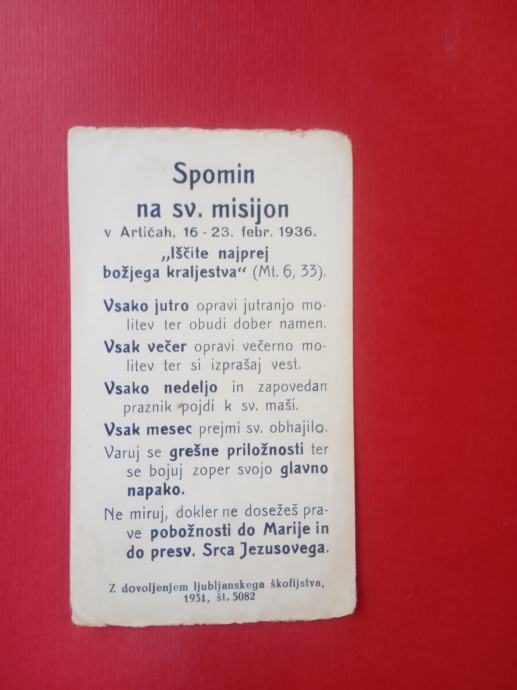 Spomin
na sv. misijon
v Artičah, 16 - 23. febr. 1936.
„Iščite najprej
božjega kraljestva“ (Mt. 6, 33).
Vsako jutro opravi jutranjo mo-
litev ter obudi dober namen.
Vsak večer opravi večerno mo-
litev ter si izprašaj vest.
Vsako nedeljo in zapovedan
praznik pojdi k sv. maši.
Vsak mesec prejmi sv. obhajilo.
Varuj se grešne priložnosti ter
se bojuj zoper svojo glavno
napako.
Ne miruj, dokler ne dosežeš pra-
ve pobožnosti do Marije in
do presv. Srca Jezusovega.
Z dovoljenjem ljubljanskega škofijstva,
1931, št. 5082